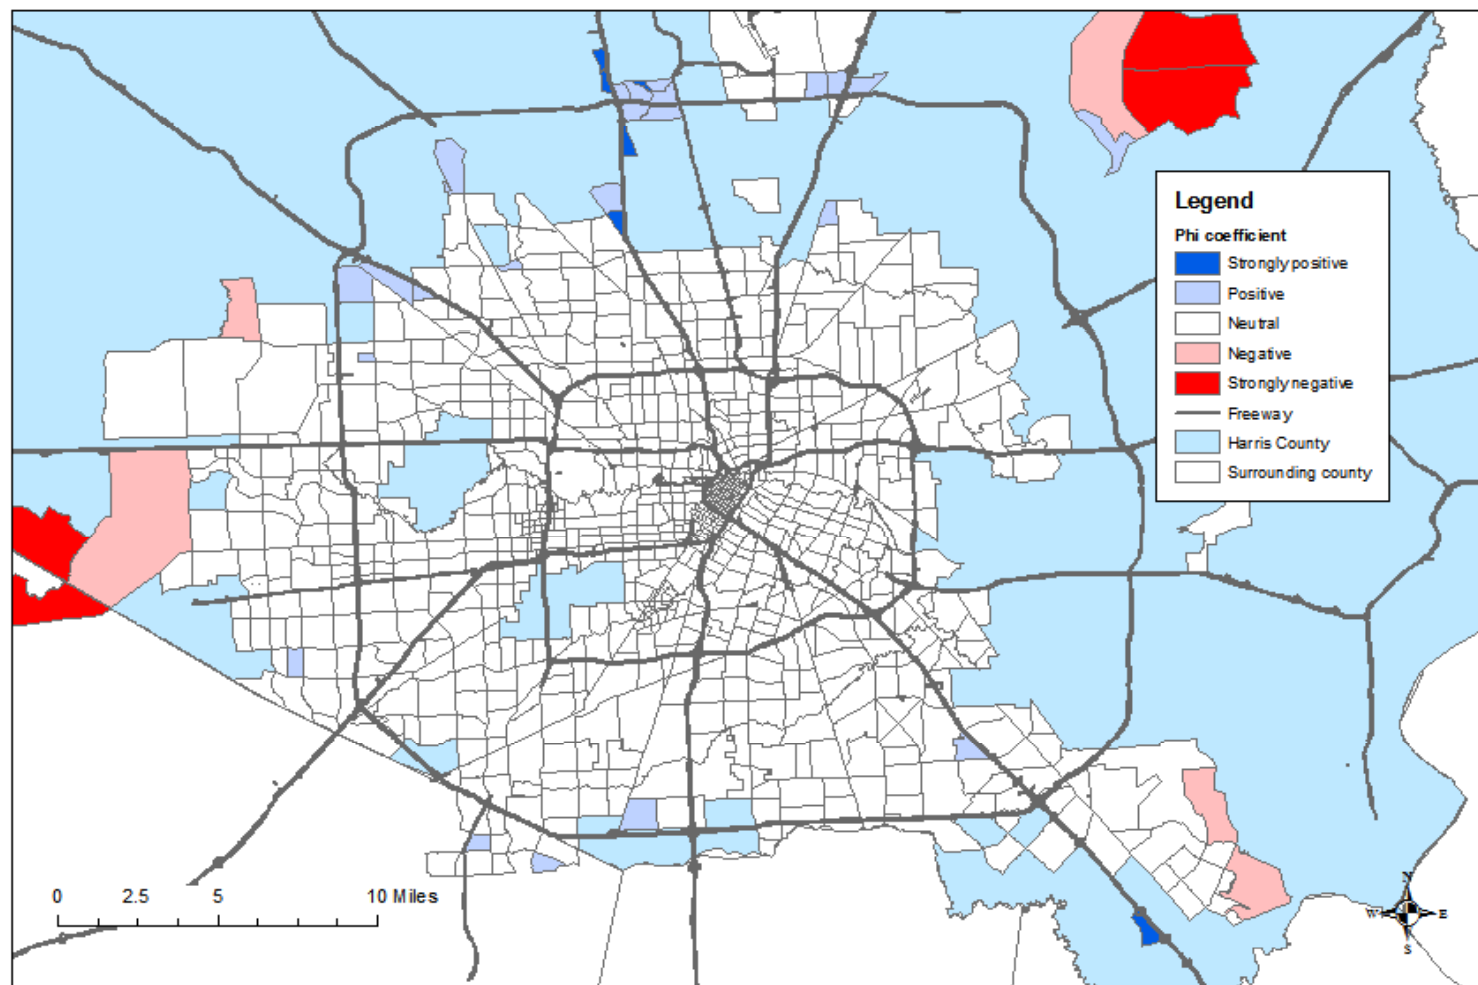 Legend
Phi coefficient
Strongly positive
Positive
Neutral
Negative
Strongly negative
Freeway
Harris County
Surrounding county
0 2.5 5 10 Miles
N
W E
S